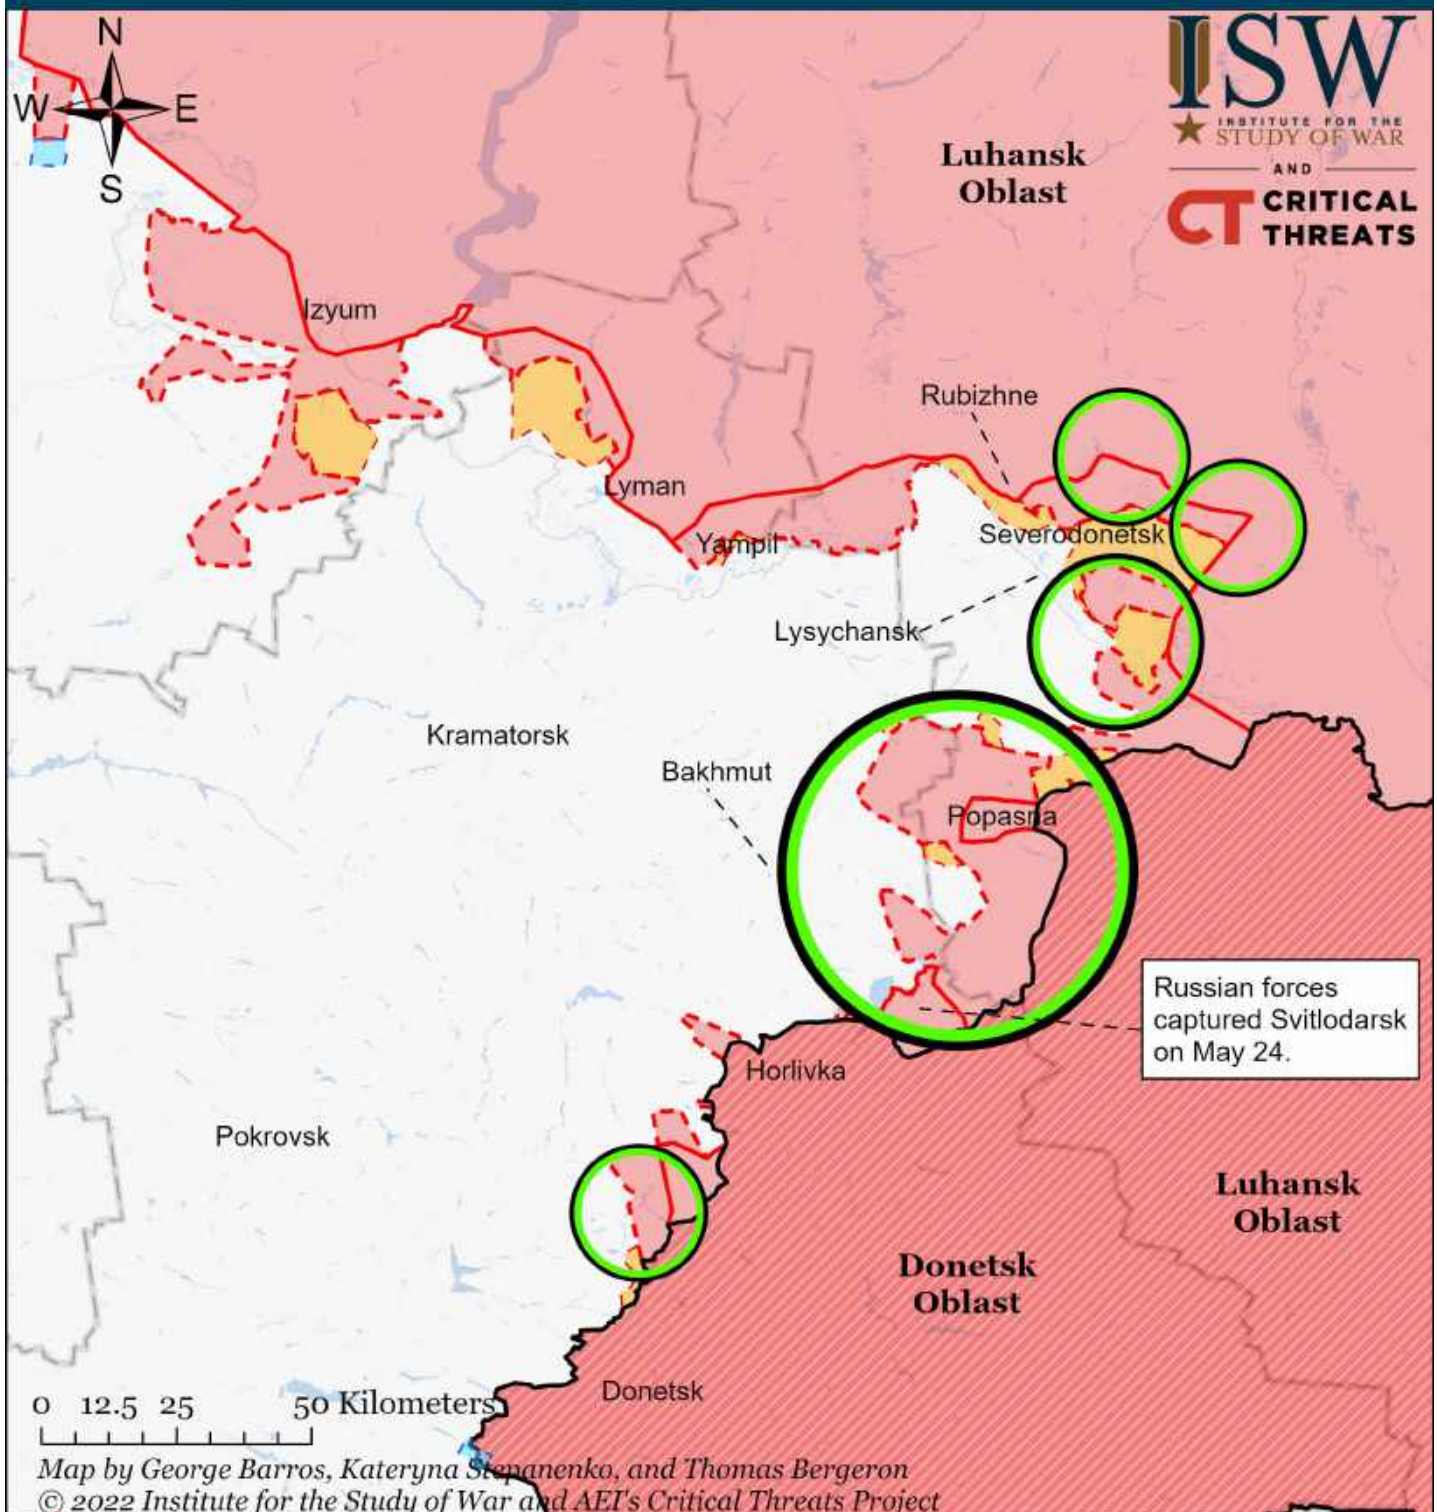 N
W
E
S
ISW
INSTITUTE FOR THE
STUDY OF WAR
AND
CT CRITICAL
THREATS
Luhansk
Oblast
Izyum
Rubizhne
Lyman
Severodonetsk
Yampil
Lysychansk
Kramatorsk
Bakhmut
Popasna
Russian forces
captured Svitlodarsk
on May 24.
Horlivka
Pokrovsk
Luhansk
Oblast
Donetsk
Oblast
Donetsk
0 12.5 25 50 Kilometers
Map by George Barros, Kateryna Stepanenko, and Thomas Bergeron
© 2022 Institute for the Study of War and AEI's Critical Threats Project